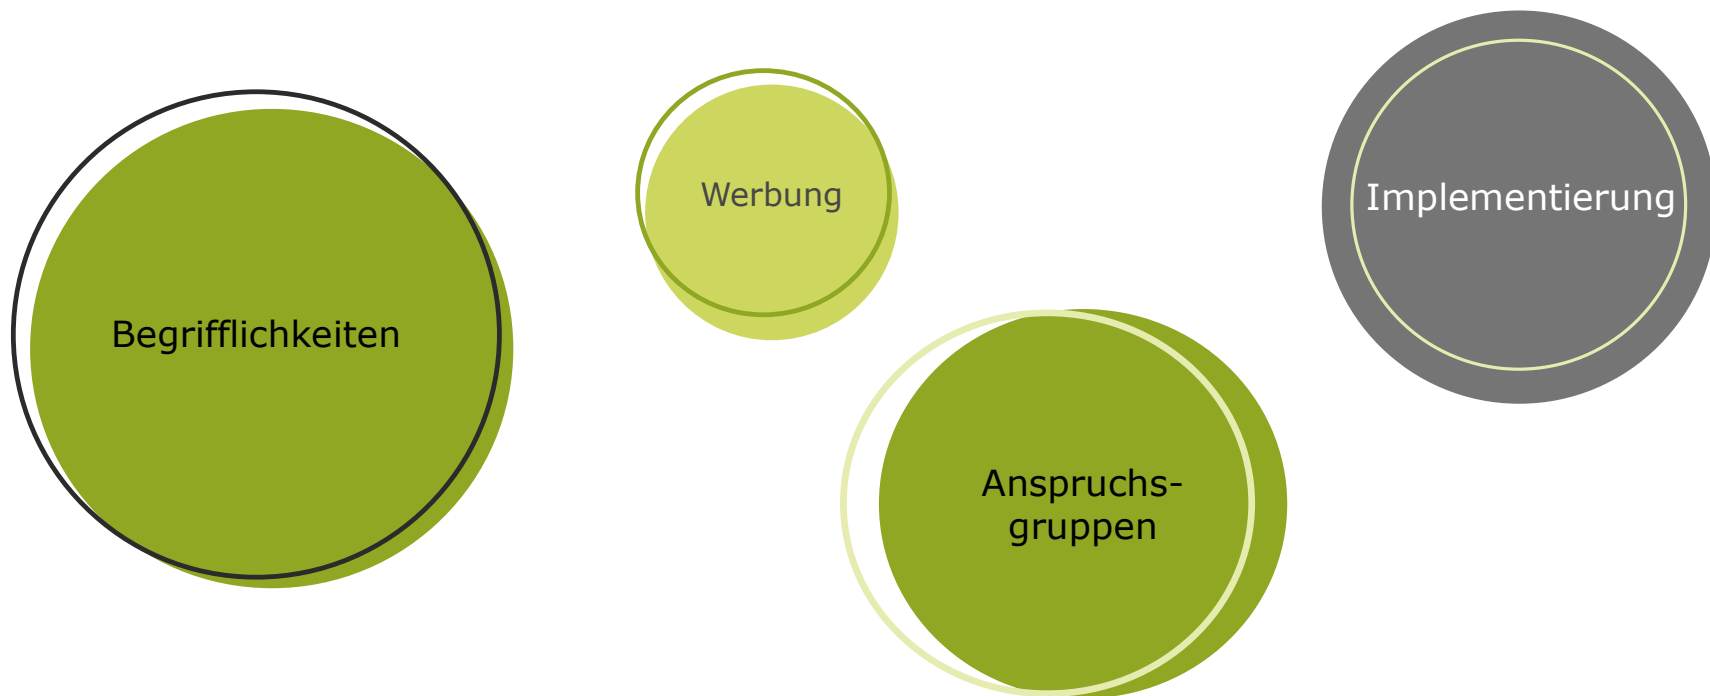 Begrifflichkeiten
Werbung
Anspruchs-
gruppen
Implementierung